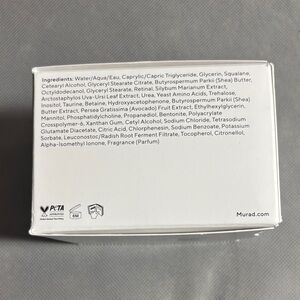 Ingredients: Water/Aqua/Eau, Caprylic/Capric Triglyceride, Glycerin, Squalane,
Cetearyl Alcohol, Glyceryl Stearate Citrate, Butyrospermum Parkii (Shea) Butter,
Octyldodecanol, Glyceryl Stearate, Retinal, Silybum Marianum Extract,
Arctostaphylos Uva-Ursi Leaf Extract, Urea, Yeast Amino Acids, Trehalose,
Inositol, Taurine, Betaine, Hydroxyacetophenone, Butyrospermum Parkii (Shea)
Butter Extract, Persea Gratissima (Avocado) Fruit Extract, Ethylhexylglycerin,
Mannitol, Phosphatidylcholine, Propanediol, Bentonite, Polyacrylate
Crosspolymer-6, Xanthan Gum, Cetyl Alcohol, Sodium Chloride, Tetrasodium
Glutamate Diacetate, Citric Acid, Chlorphenesin, Sodium Benzoate, Potassium
Sorbate, Leuconostoc/Radish Root Ferment Filtrate, Tocopherol, Citronellol,
Alpha-Isomethyl Ionone, Fragrance (Parfum)
PETA
6M
Murad.com